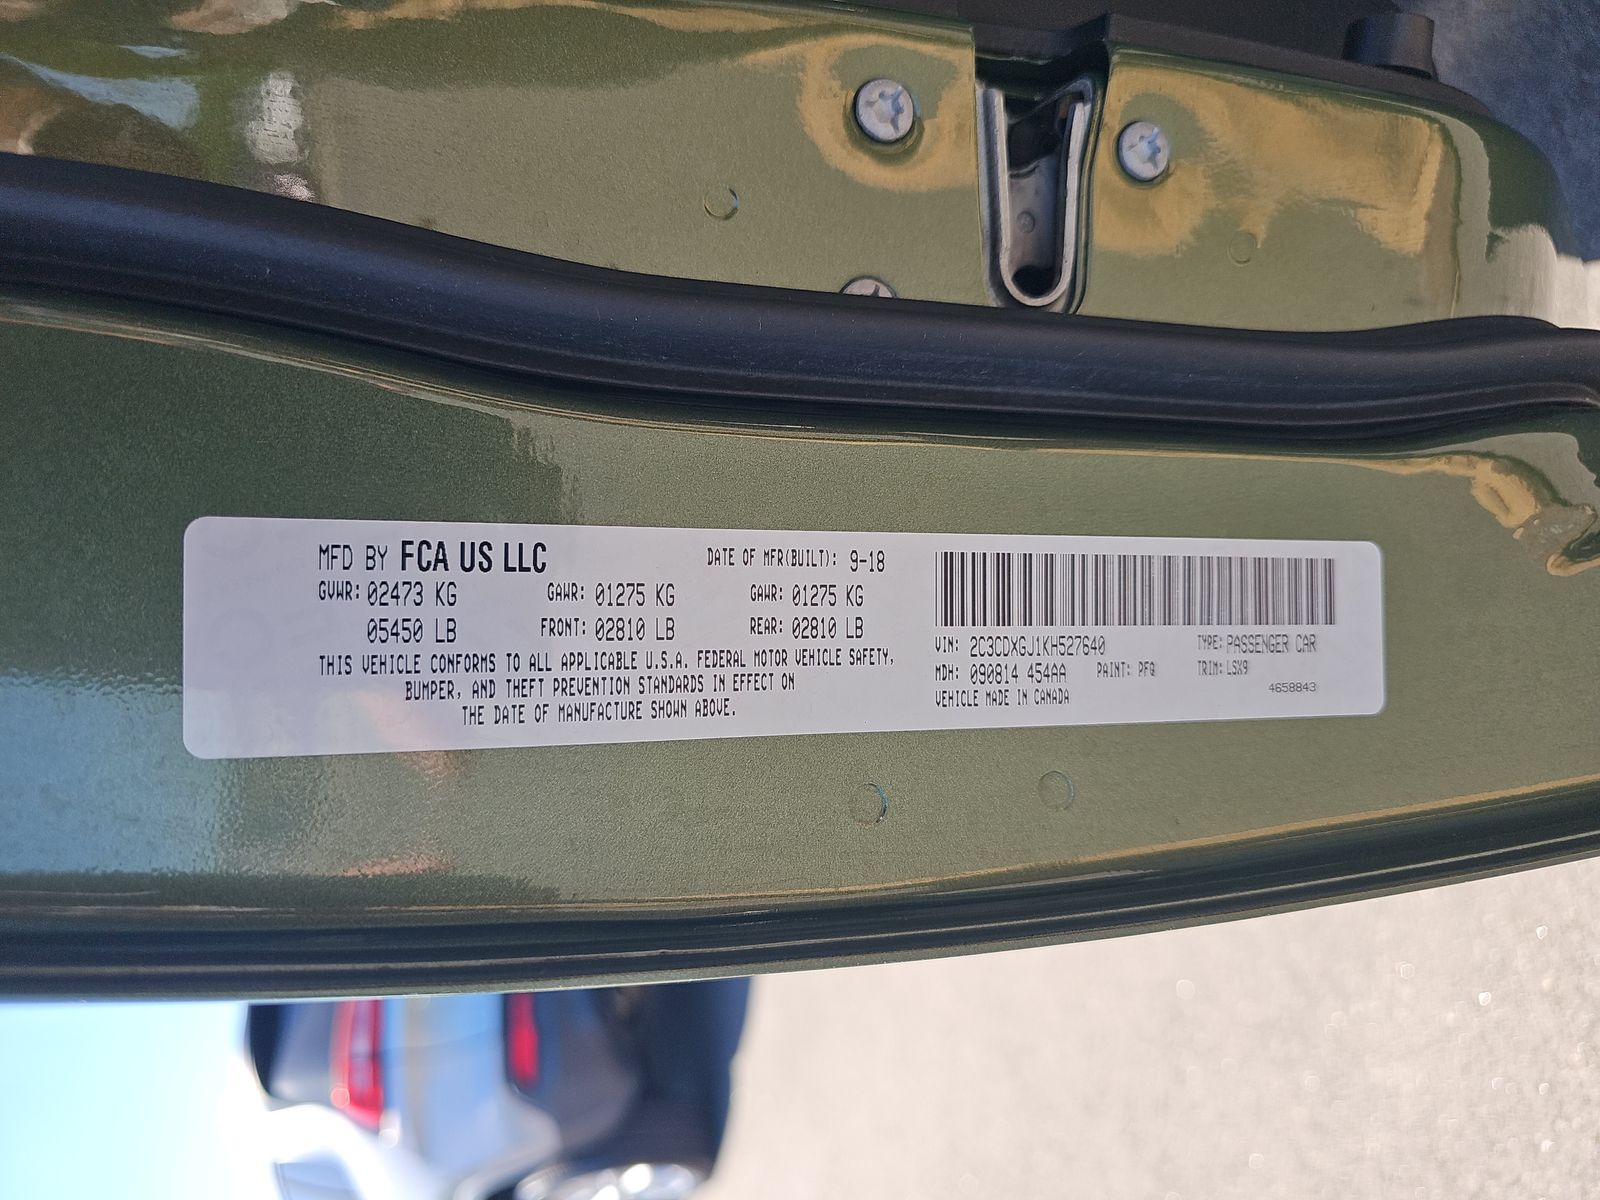 MFD BY FCA US LLC DATE OF MFR(BUILT): 9-18
GVWR: 02473 KG GAWR: 01275 KG GAWR: 01275 KG
05450 LB FRONT: 02810 LB REAR: 02810 LB
THIS VEHICLE CONFORMS TO ALL APPLICABLE U.S.A. FEDERAL MOTOR VEHICLE SAFETY,
BUMPER, AND THEFT PREVENTION STANDARDS IN EFFECT ON
THE DATE OF MANUFACTURE SHOWN ABOVE.
VIN: 2C3CDXGJ1KH527640 TYPE: PASSENGER CAR
MDH: 090814 454AA PAINT: PFQ TRIM: LSX9
VEHICLE MADE IN CANADA 4658843